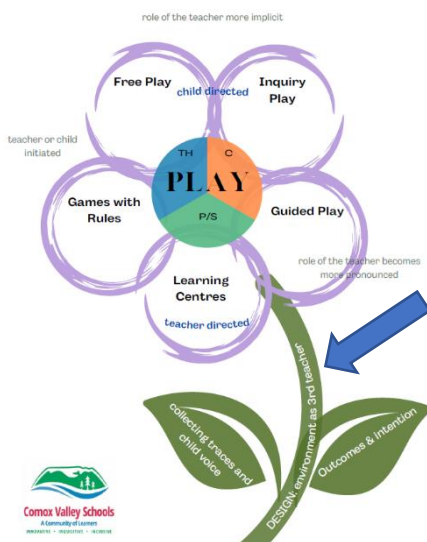 role of the teacher more implicit
Free Play
Inquiry
Play
child directed
teacher or child
initiated
TH
C
PLAY
P/S
Games with
Rules
Guided Play
role of the teacher becomes
more pronounced
Learning
Centres
teacher directed
DESIGN: environment as 3rd teacher
collecting traces and
child voice
Outcomes & intention
Comox Valley Schools
A Community of Learners
INNOVATIVE • INQUISITIVE • INCLUSIVE